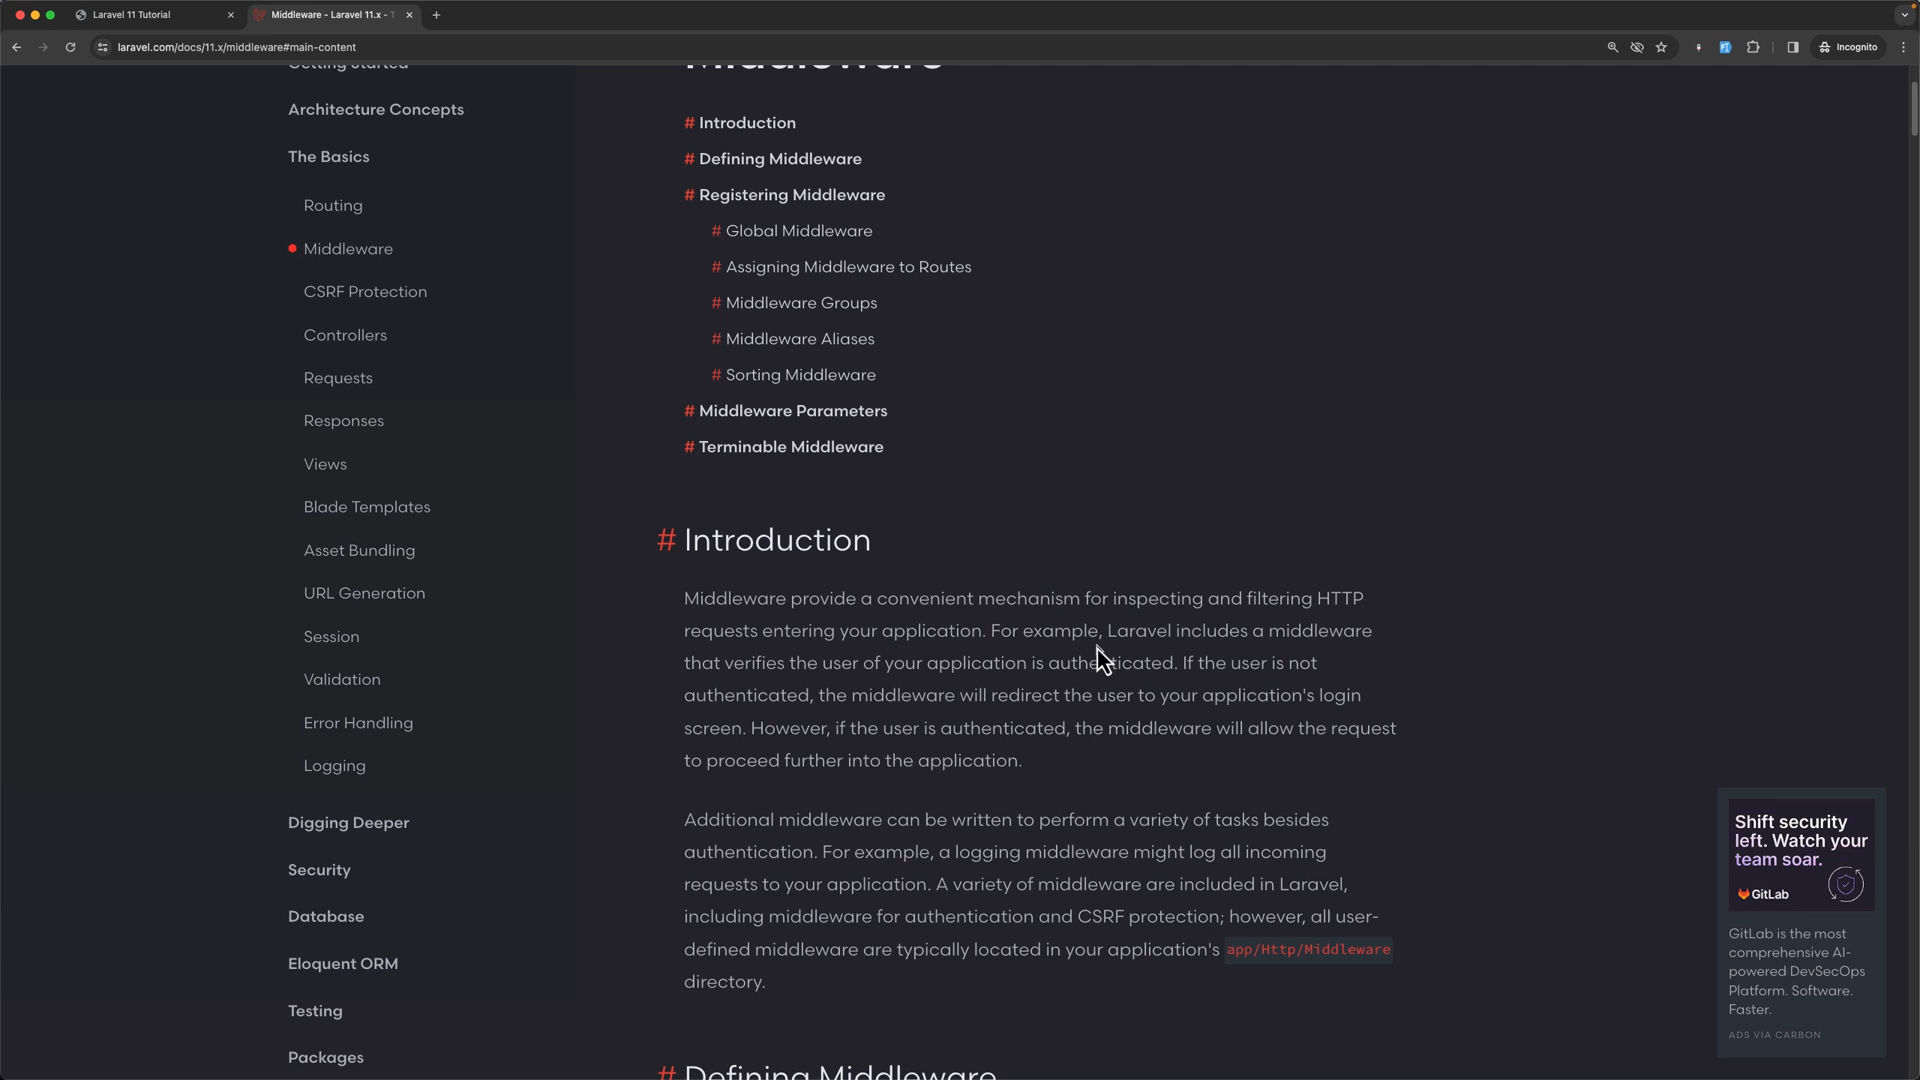 Laravel 11 Tutorial
Middleware - Laravel 11.x - T
laravel.com/docs/11.x/middleware#main-content
Incognito
Getting Started
Architecture Concepts
The Basics
Routing
Middleware
CSRF Protection
Controllers
Requests
Responses
Views
Blade Templates
Asset Bundling
URL Generation
Session
Validation
Error Handling
Logging
Digging Deeper
Security
Database
Eloquent ORM
Testing
Packages
Middleware
# Introduction
# Defining Middleware
# Registering Middleware
# Global Middleware
# Assigning Middleware to Routes
# Middleware Groups
# Middleware Aliases
# Sorting Middleware
# Middleware Parameters
# Terminable Middleware
# Introduction
Middleware provide a convenient mechanism for inspecting and filtering HTTP
requests entering your application. For example, Laravel includes a middleware
that verifies the user of your application is authenticated. If the user is not
authenticated, the middleware will redirect the user to your application's login
screen. However, if the user is authenticated, the middleware will allow the request
to proceed further into the application.
Additional middleware can be written to perform a variety of tasks besides
authentication. For example, a logging middleware might log all incoming
requests to your application. A variety of middleware are included in Laravel,
including middleware for authentication and CSRF protection; however, all user-
defined middleware are typically located in your application's app/Http/Middleware
directory.
# Defining Middleware
Shift security
left. Watch your
team soar.
GitLab
GitLab is the most
comprehensive AI-
powered DevSecOps
Platform. Software.
Faster.
ADS VIA CARBON